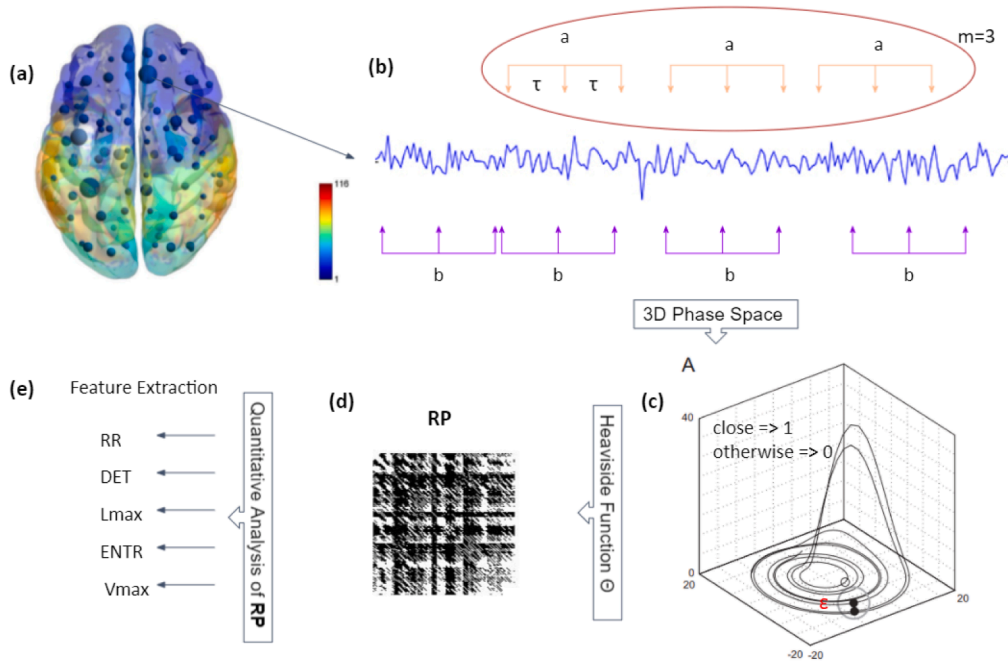 (a)
116
1
(b)
a
a
a
m=3
τ
τ
b
b
b
b
3D Phase Space
(c)
A
40
close => 1
otherwise => 0
0
20
ε
20
-20
-20
Heaviside Function Θ
(d)
RP
Quantitative Analysis of RP
(e)
Feature Extraction
RR
DET
Lmax
ENTR
Vmax